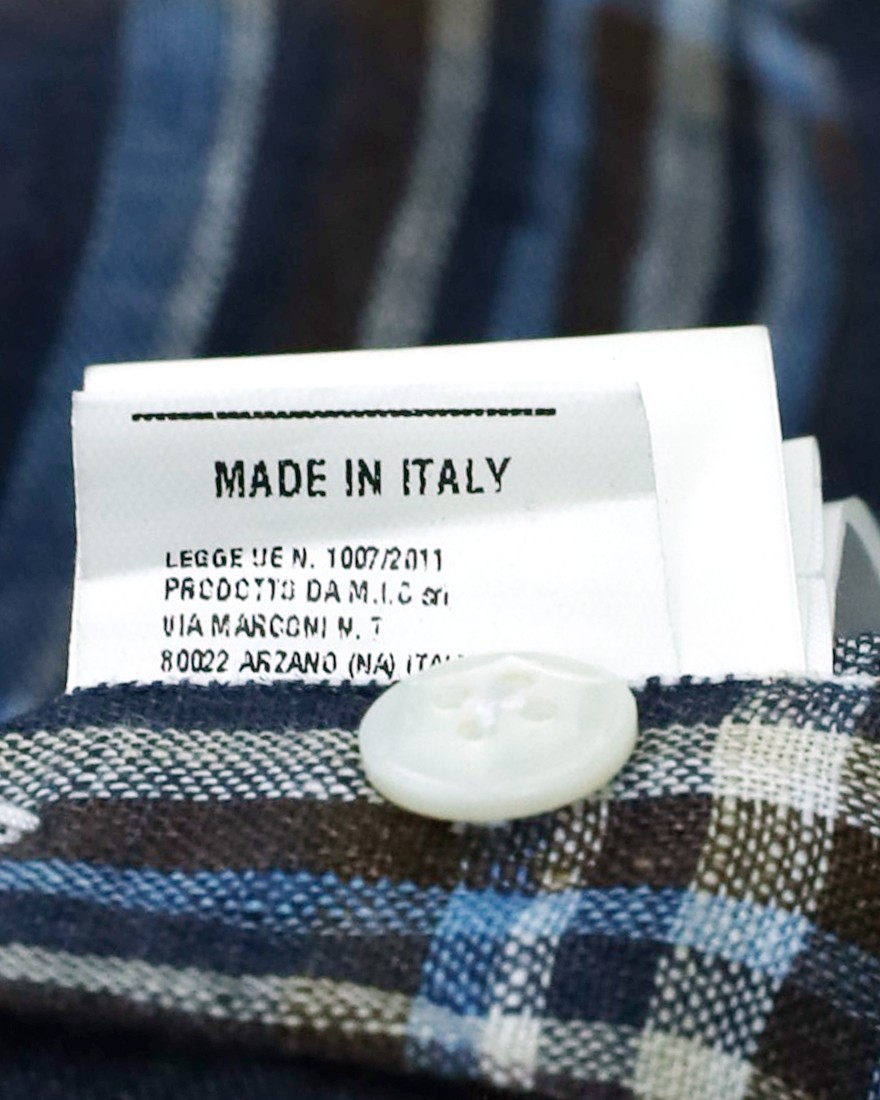 MADE IN ITALY
LEGGE UE N. 1007/2011
PRODOTTO DA M.I.C srl
VIA MARCONI N. 7
80022 ARZANO (NA)